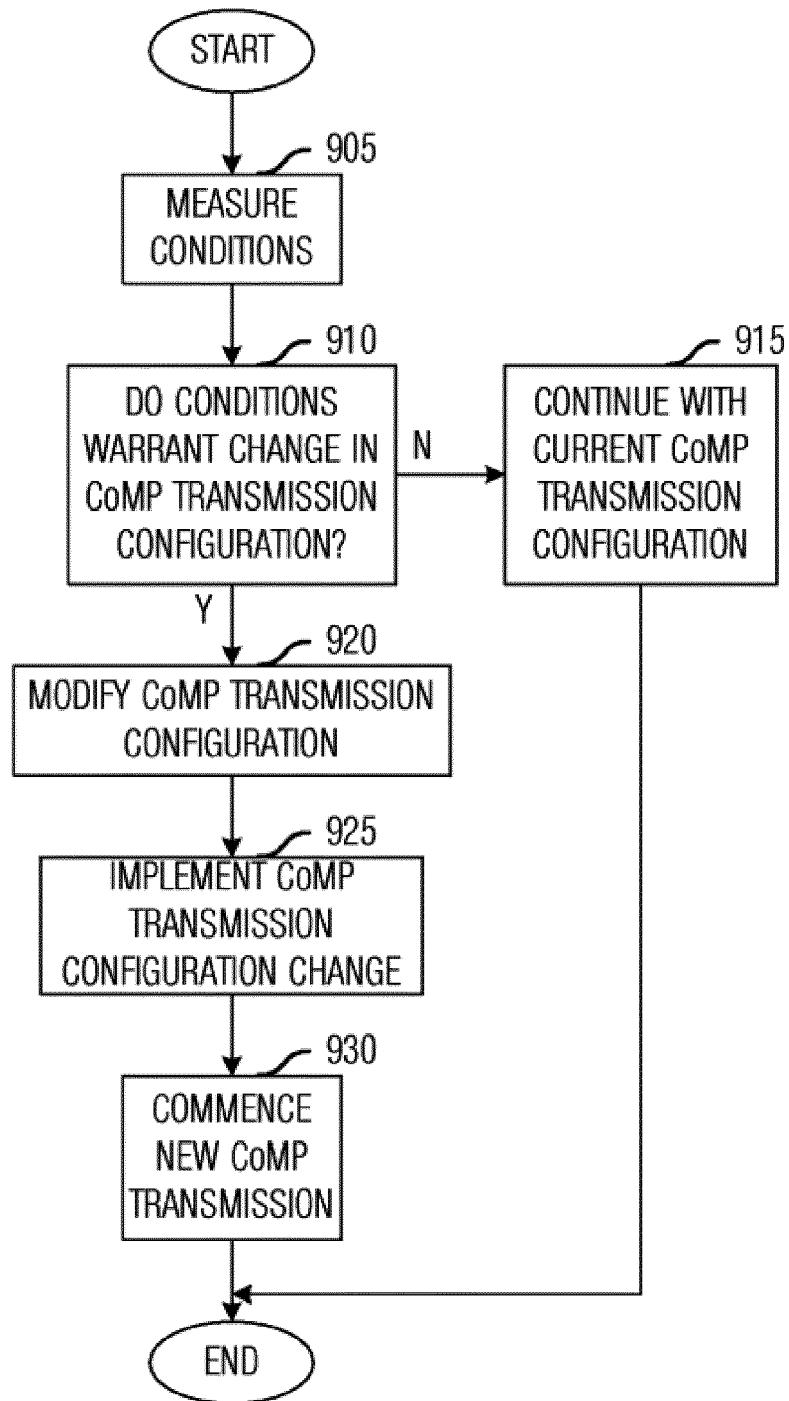 START
905
MEASURE
CONDITIONS
910
DO CONDITIONS
WARRANT CHANGE IN
CoMP TRANSMISSION
CONFIGURATION?
N
915
CONTINUE WITH
CURRENT CoMP
TRANSMISSION
CONFIGURATION
Y
920
MODIFY CoMP TRANSMISSION
CONFIGURATION
925
IMPLEMENT CoMP
TRANSMISSION
CONFIGURATION CHANGE
930
COMMENCE
NEW CoMP
TRANSMISSION
END